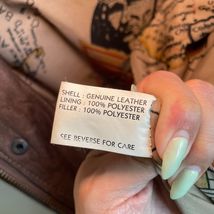 SHELL : GENUINE LEATHER
LINING : 100% POLYESTER
FILLER : 100% POLYESTER
SEE REVERSE FOR CARE